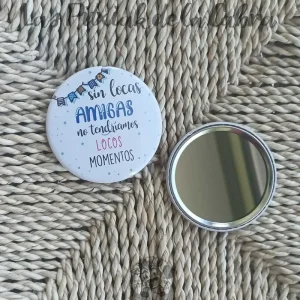 sin locas
AMIGAS
no tendríamos
LOCOS
MOMENTOS